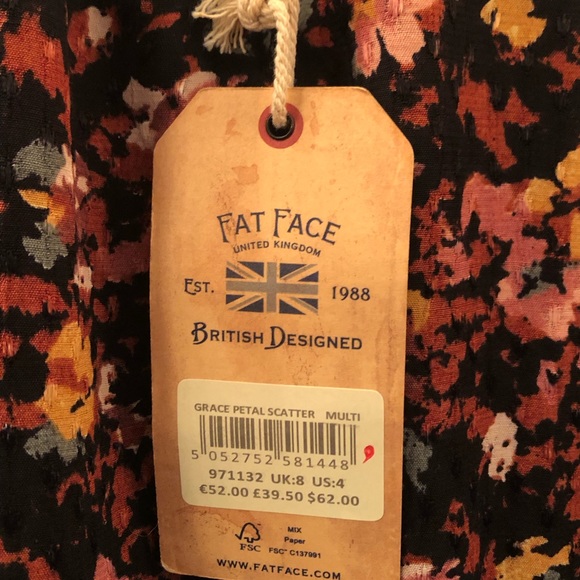 FAT FACE
UNITED KINGDOM
EST. 1988
BRITISH DESIGNED
GRACE PETAL SCATTER MULTI
5 052752 581448
971132 UK:8 US:4
€52.00 £39.50 $62.00
FSC
MIX
Paper
FSC® C137991
WWW.FATFACE.COM